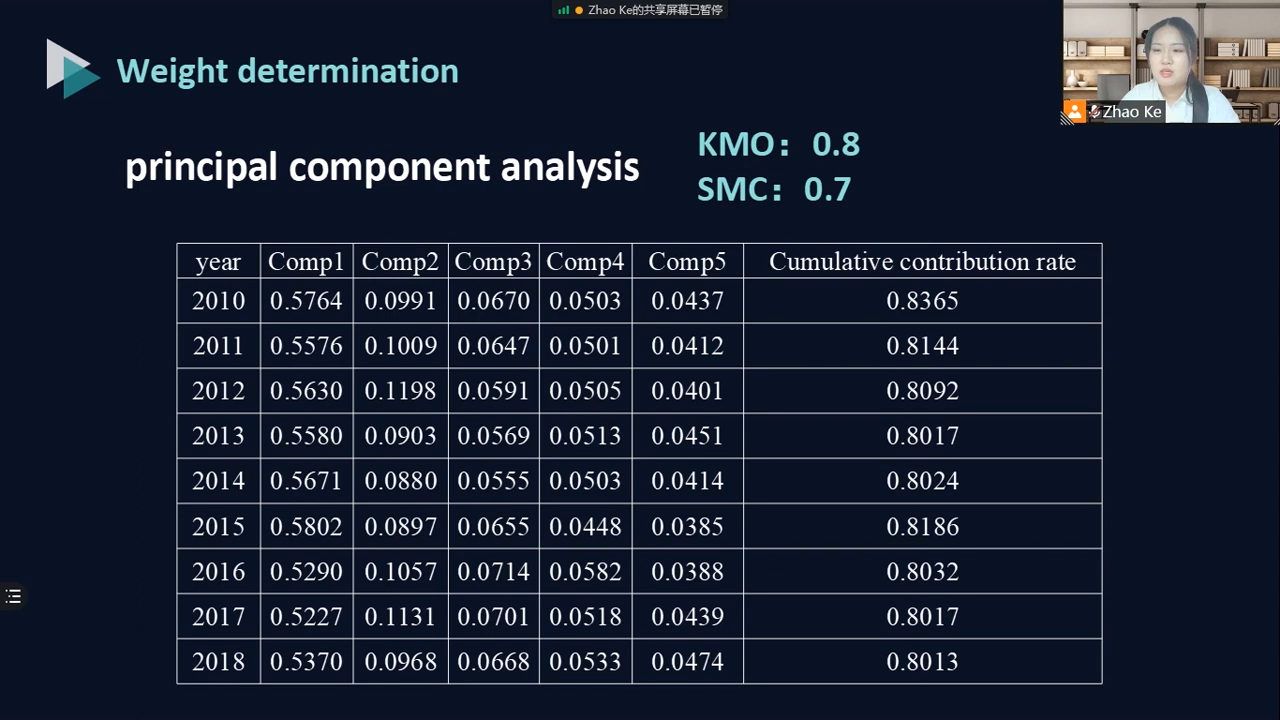 Zhao Ke的共享屏幕已暂停
Weight determination
Zhao Ke
principal component analysis
KMO：0.8
SMC：0.7
year Comp1 Comp2 Comp3 Comp4 Comp5 Cumulative contribution rate
2010 0.5764 0.0991 0.0670 0.0503 0.0437 0.8365
2011 0.5576 0.1009 0.0647 0.0501 0.0412 0.8144
2012 0.5630 0.1198 0.0591 0.0505 0.0401 0.8092
2013 0.5580 0.0903 0.0569 0.0513 0.0451 0.8017
2014 0.5671 0.0880 0.0555 0.0503 0.0414 0.8024
2015 0.5802 0.0897 0.0655 0.0448 0.0385 0.8186
2016 0.5290 0.1057 0.0714 0.0582 0.0388 0.8032
2017 0.5227 0.1131 0.0701 0.0518 0.0439 0.8017
2018 0.5370 0.0968 0.0668 0.0533 0.0474 0.8013